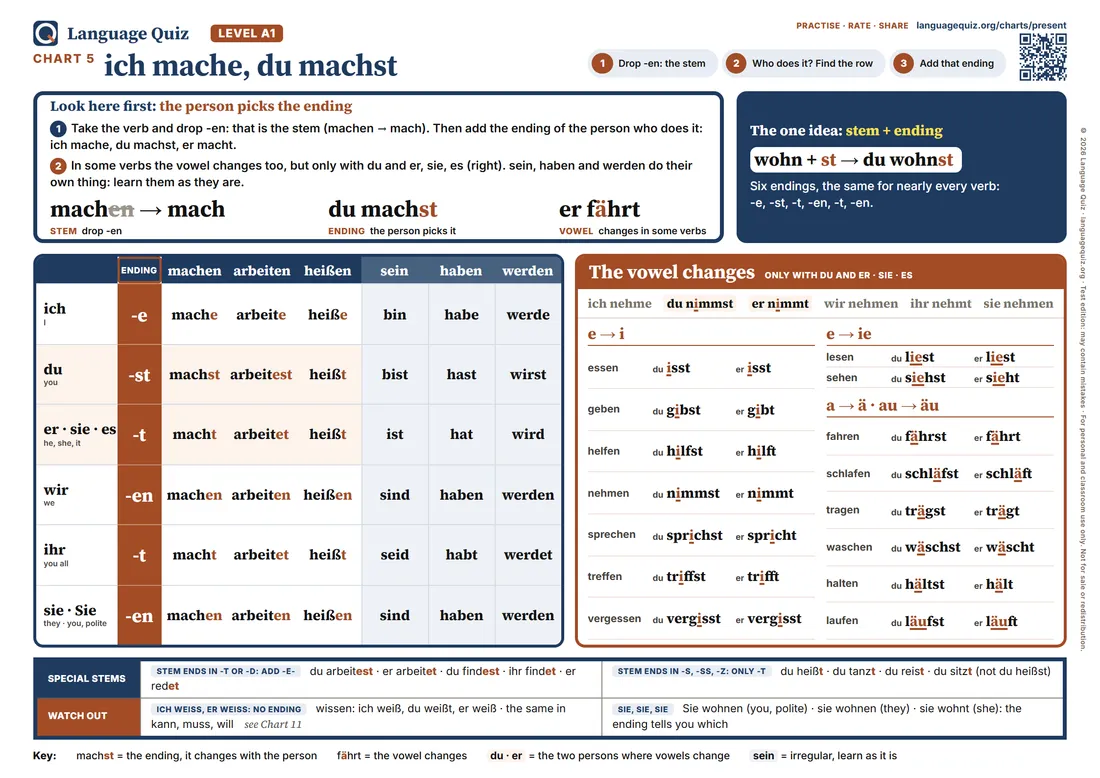 Language Quiz LEVEL A1
PRACTISE · RATE · SHARE languagequiz.org/charts/present
CHART 5 ich mache, du machst
1 Drop -en: the stem
2 Who does it? Find the row
3 Add that ending
Look here first: the person picks the ending
1 Take the verb and drop -en: that is the stem (machen → mach). Then add the ending of the person who does it:
ich mache, du machst, er macht.
2 In some verbs the vowel changes too, but only with du and er, sie, es (right). sein, haben and werden do their
own thing: learn them as they are.
machen → mach du machst er fährt
STEM drop -en ENDING the person picks it VOWEL changes in some verbs
The one idea: stem + ending
wohn + st → du wohnst
Six endings, the same for nearly every verb:
-e, -st, -t, -en, -t, -en.
ENDING machen arbeiten heißen sein haben werden
ich -e mache arbeite heiße bin habe werde
I
du -st machst arbeitest heißt bist hast wirst
you
er · sie · es -t macht arbeitet heißt ist hat wird
he, she, it
wir -en machen arbeiten heißen sind haben werden
we
ihr -t macht arbeitet heißt seid habt werdet
you all
sie · Sie -en machen arbeiten heißen sind haben werden
they · you, polite
The vowel changes ONLY WITH DU AND ER · SIE · ES
ich nehme du nimmst er nimmt wir nehmen ihr nehmt sie nehmen
e → i
essen du isst er isst
geben du gibst er gibt
helfen du hilfst er hilft
nehmen du nimmst er nimmt
sprechen du sprichst er spricht
treffen du triffst er trifft
vergessen du vergisst er vergisst
e → ie
lesen du liest er liest
sehen du siehst er sieht
a → ä · au → äu
fahren du fährst er fährt
schlafen du schläfst er schläft
tragen du trägst er trägt
waschen du wäschst er wäscht
halten du hältst er hält
laufen du läufst er läuft
SPECIAL STEMS
STEM ENDS IN -T OR -D: ADD -E- du arbeitest · er arbeitet · du findest · ihr findet · er
redet
STEM ENDS IN -S, -SS, -Z: ONLY -T du heißt · du tanzt · du reist · du sitzt (not du heißst)
WATCH OUT
ICH WEISS, ER WEISS: NO ENDING wissen: ich weiß, du weißt, er weiß · the same in
kann, muss, will see Chart 11
SIE, SIE, SIE Sie wohnen (you, polite) · sie wohnen (they) · sie wohnt (she): the
ending tells you which
Key: machst = the ending, it changes with the person fährt = the vowel changes du · er = the two persons where vowels change sein = irregular, learn as it is
© 2026 Language Quiz · languagequiz.org · Test edition: may contain mistakes · For personal and classroom use only. Not for sale or redistribution.